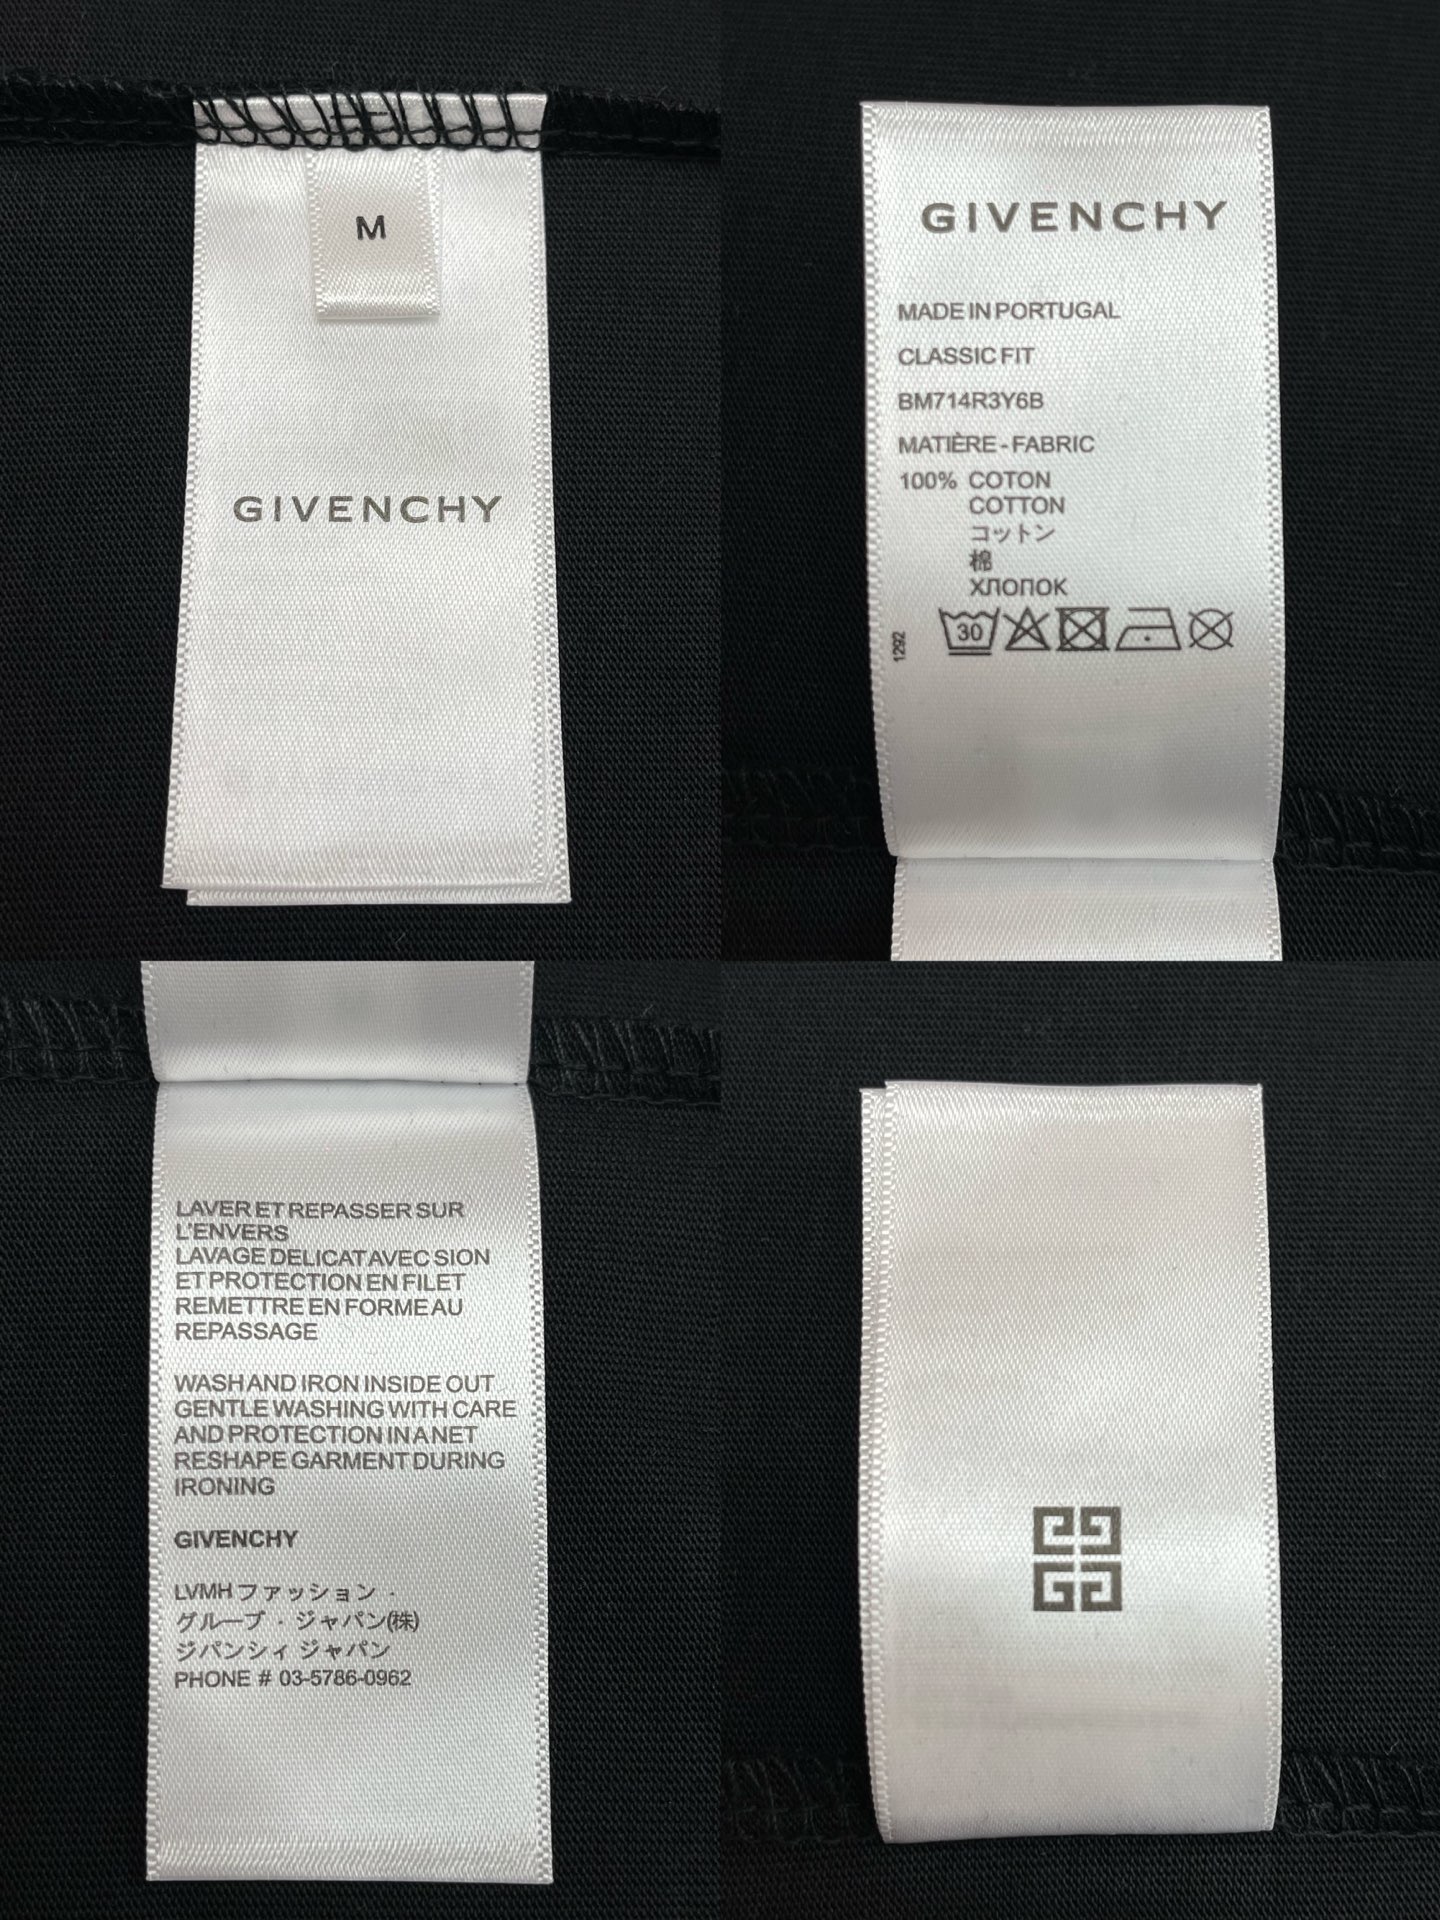 M
GIVENCHY
GIVENCHY
MADE IN PORTUGAL
CLASSIC FIT
BM714R3Y6B
MATIÈRE - FABRIC
100% COTON
COTTON
コットン
棉
ХЛОПОК
30
1292
LAVER ET REPASSER SUR
L'ENVERS
LAVAGE DELICAT AVEC SION
ET PROTECTION EN FILET
REMETTRE EN FORME AU
REPASSAGE
WASH AND IRON INSIDE OUT
GENTLE WASHING WITH CARE
AND PROTECTION IN A NET
RESHAPE GARMENT DURING
IRONING
GIVENCHY
LVMH ファッション ·
グループ · ジャパン(株)
ジバンシィ ジャパン
PHONE # 03-5786-0962